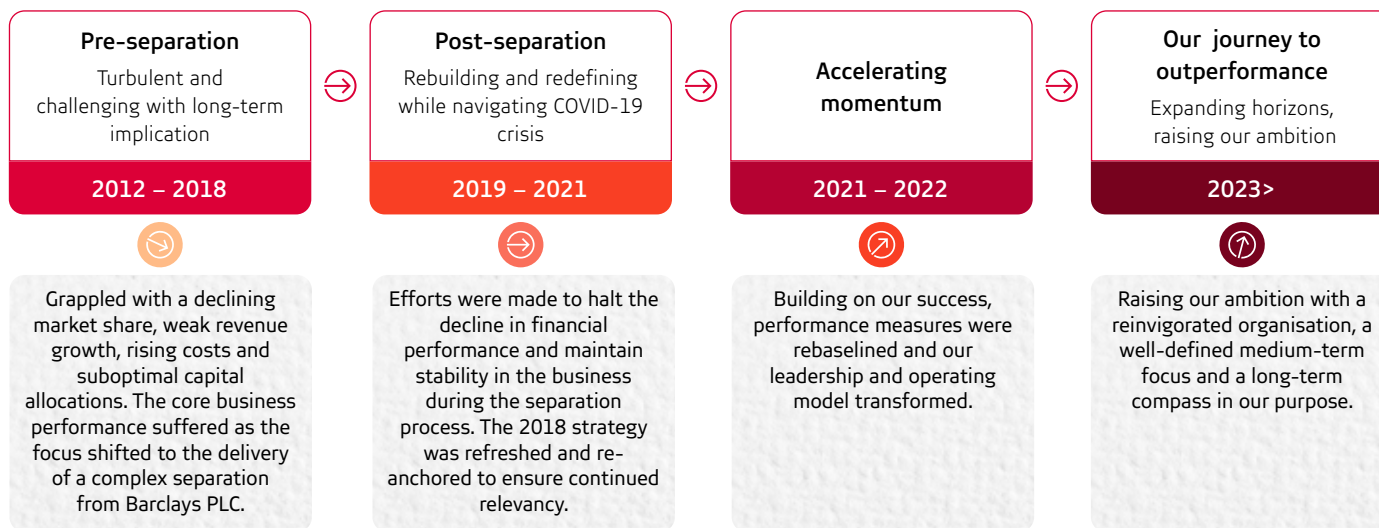 Pre-separation
Turbulent and
challenging with long-term
implication
2012 – 2018
Grappled with a declining
market share, weak revenue
growth, rising costs and
suboptimal capital
allocations. The core business
performance suffered as the
focus shifted to the delivery
of a complex separation
from Barclays PLC.
Post-separation
Rebuilding and redefining
while navigating COVID-19
crisis
2019 – 2021
Efforts were made to halt the
decline in financial
performance and maintain
stability in the business
during the separation
process. The 2018 strategy
was refreshed and re-
anchored to ensure continued
relevancy.
Accelerating
momentum
2021 – 2022
Building on our success,
performance measures were
rebaselined and our
leadership and operating
model transformed.
Our journey to
outperformance
Expanding horizons,
raising our ambition
2023>
Raising our ambition with a
reinvigorated organisation, a
well-defined medium-term
focus and a long-term
compass in our purpose.